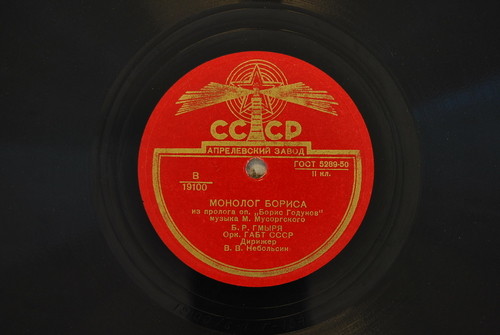 СССР
АПРЕЛЕВСКИЙ ЗАВОД
ГОСТ 5289-50
II кл.
В
19100
МОНОЛОГ БОРИСА
из пролога оп. „Борис Годунов"
музыка М. Мусоргского
Б. Р. ГМЫРЯ
Орк. ГАБТ СССР
Дирижер
В. В. Небольсин